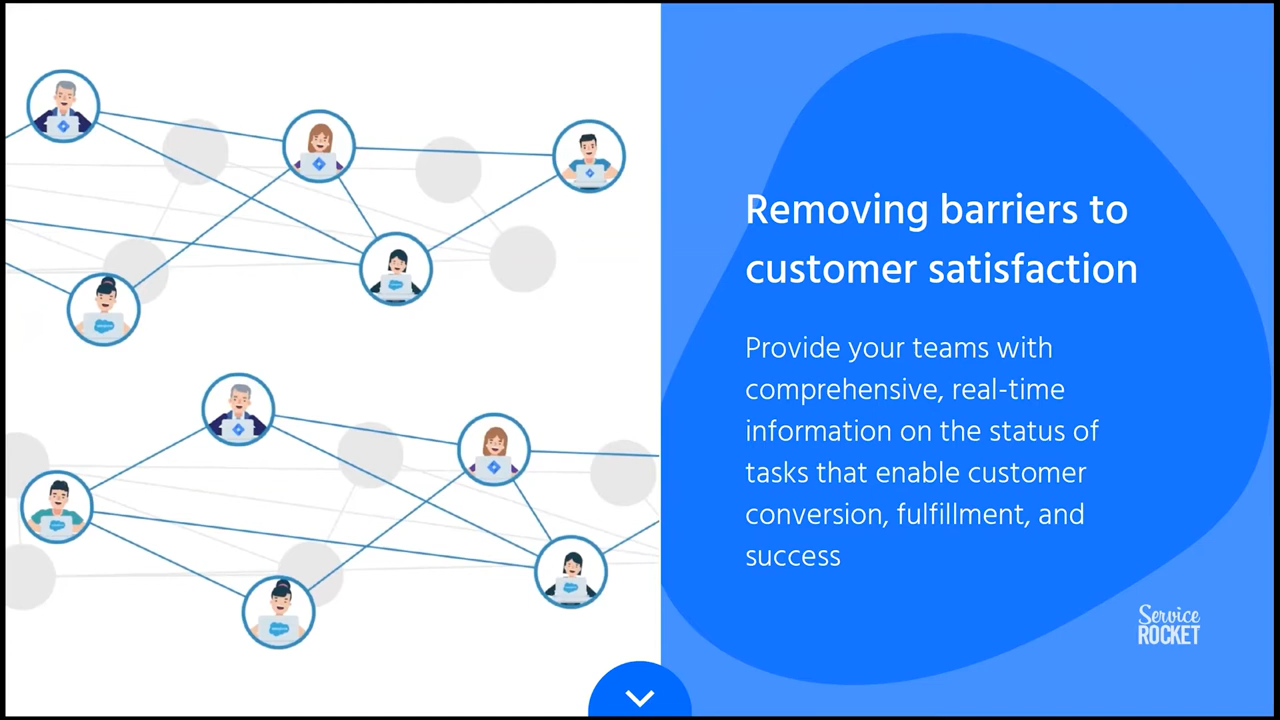 Removing barriers to
customer satisfaction
Provide your teams with
comprehensive, real-time
information on the status of
tasks that enable customer
conversion, fulfillment, and
success
Service
ROCKET